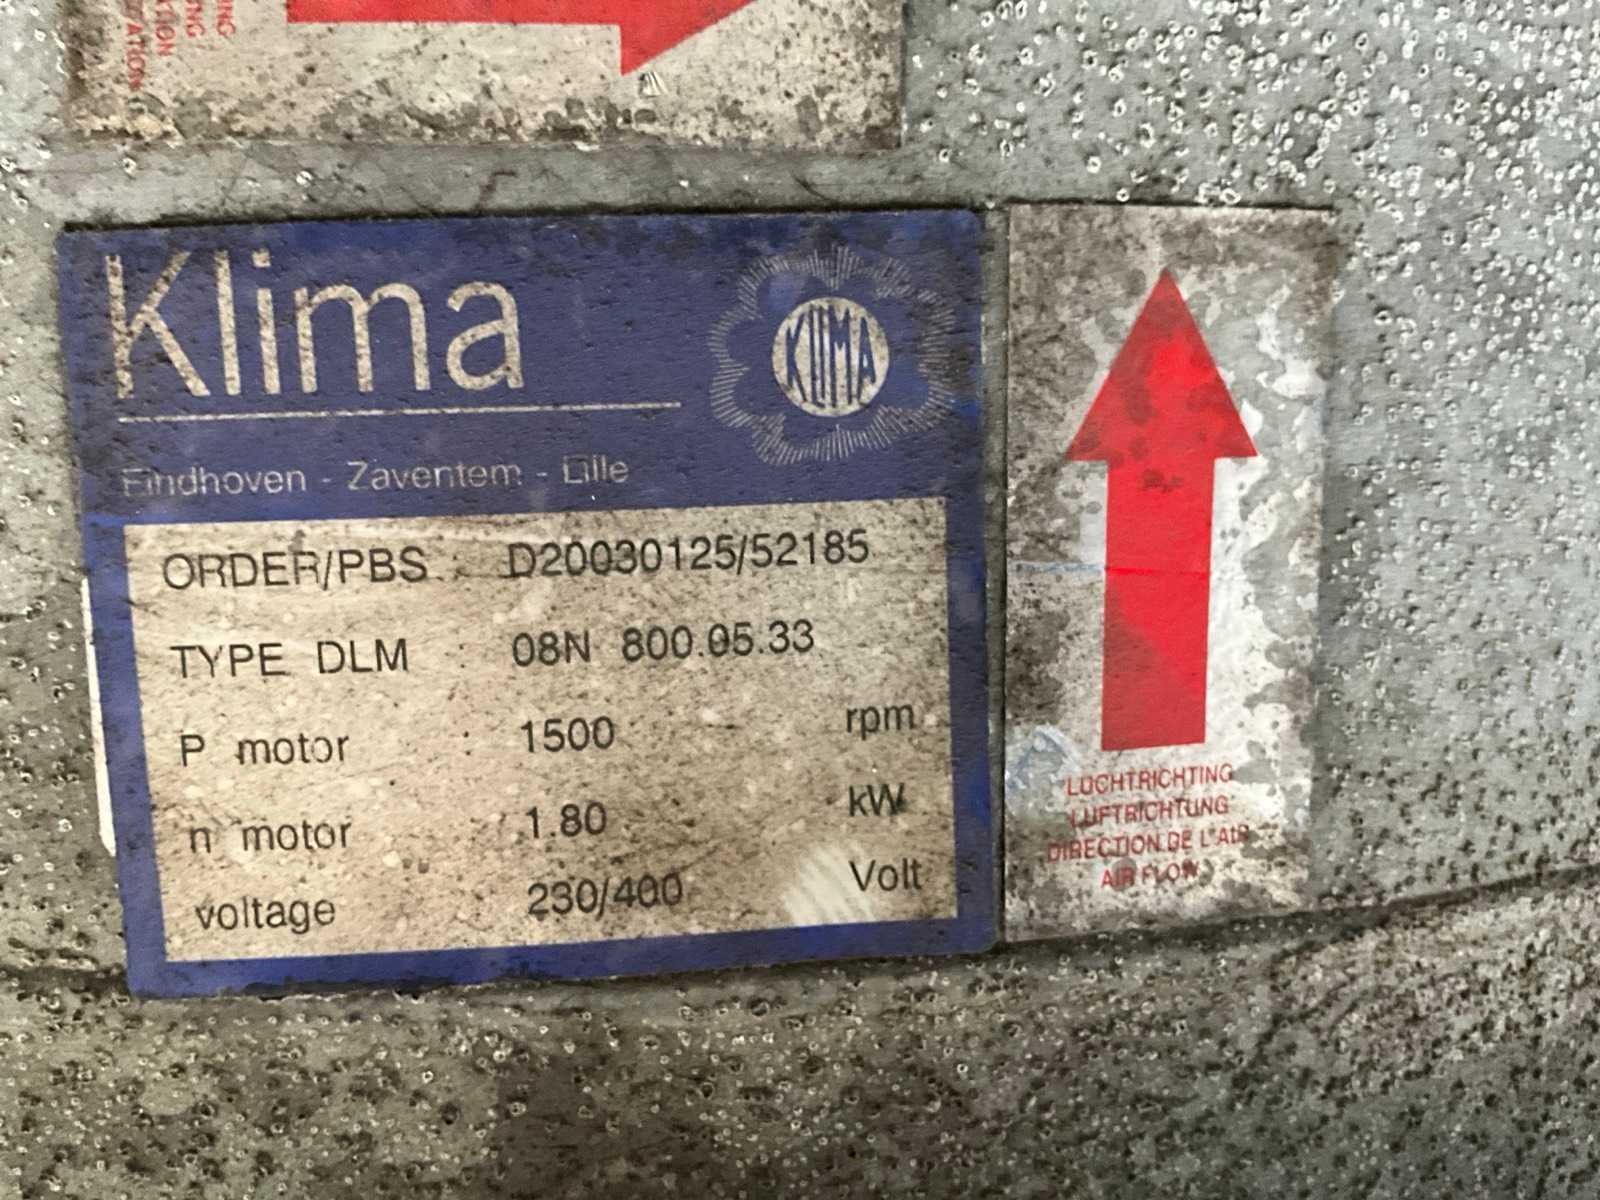 Klima
KLIMA
Eindhoven - Zaventem - Lille
ORDER/PBS : D20030125/52185
TYPE DLM : 08N 800.05.33
P motor : 1500 rpm
n motor 1.80 kW
voltage 230/400 Volt
LUCHTRICHTING
LUFTRICHTUNG
DIRECTION DE L'AIR
AIR FLOW